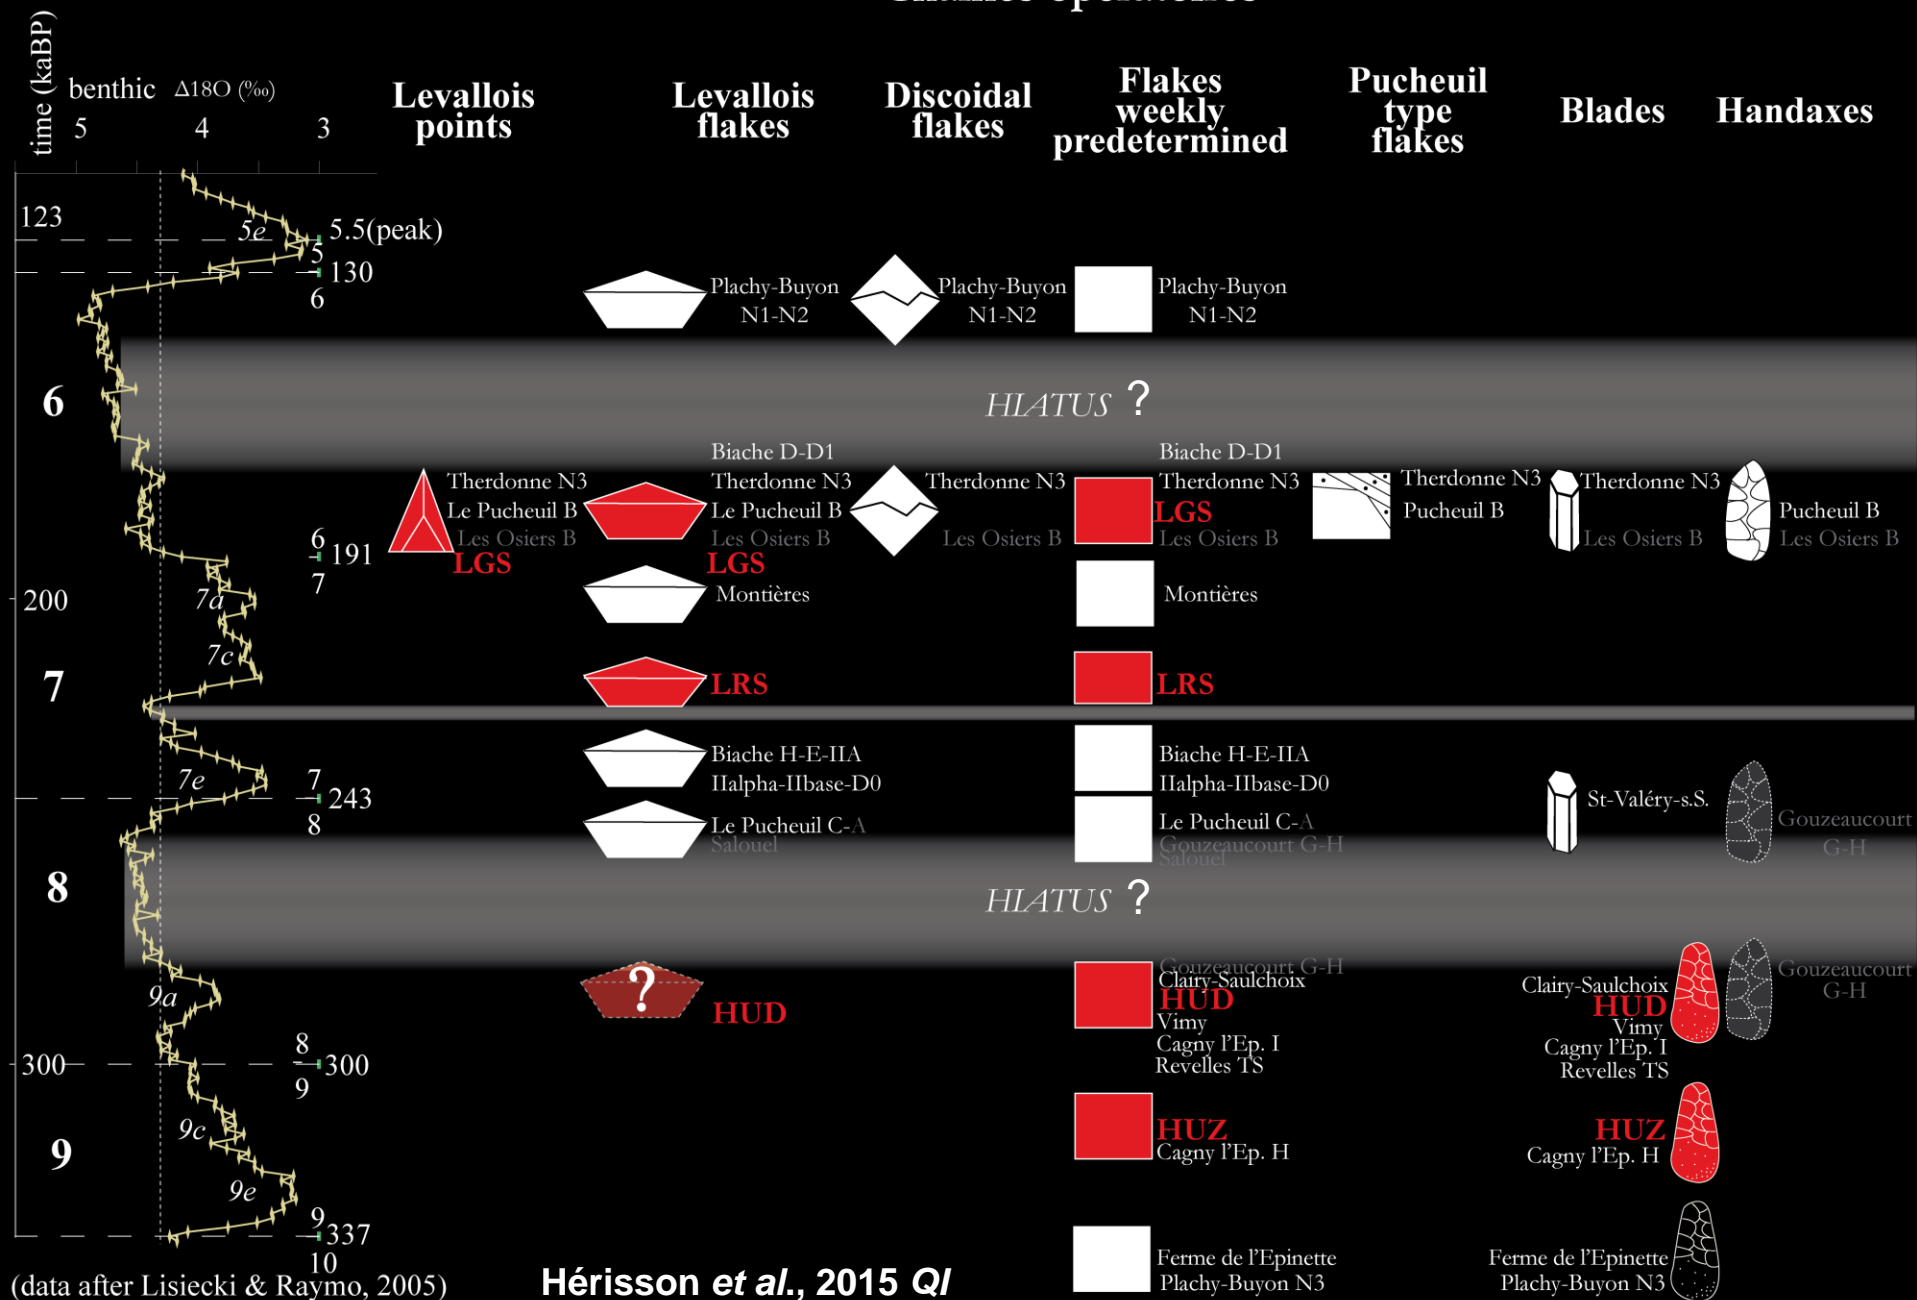 time (kaBP)
benthic Δ18O (‰)
5 4 3
Levallois
points
Levallois
flakes
Discoidal
flakes
Flakes
weekly
predetermined
Pucheuil
type
flakes
Blades
Handaxes
123
5e
5.5(peak)
5
130
6
Plachy-Buyon
N1-N2
Plachy-Buyon
N1-N2
Plachy-Buyon
N1-N2
6
HIATUS ?
Therdonne N3
Le Pucheuil B
Les Osiers B
LGS
Biache D-D1
Therdonne N3
Le Pucheuil B
Les Osiers B
LGS
Therdonne N3
Les Osiers B
Biache D-D1
Therdonne N3
LGS
Les Osiers B
Therdonne N3
Pucheuil B
Therdonne N3
Les Osiers B
Pucheuil B
Les Osiers B
6
191
7
200
7a
Montières
Montières
7c
7
LRS
LRS
7e
7
243
8
Biache H-E-IIA
IIalpha-IIbase-D0
Le Pucheuil C-A
Salouel
Biache H-E-IIA
IIalpha-IIbase-D0
Le Pucheuil C-A
Gouzeaucourt G-H
Salouel
St-Valéry-s.S.
Gouzeaucourt
G-H
8
HIATUS ?
9a
?
HUD
Gouzeaucourt G-H
Clairy-Saulchoix
HUD
Vimy
Cagny l'Ep. I
Revelles TS
Clairy-Saulchoix
HUD
Vimy
Cagny l'Ep. I
Revelles TS
Gouzeaucourt
G-H
300
8
300
9
9c
9
HUZ
Cagny l'Ep. H
HUZ
Cagny l'Ep. H
9e
9
337
10
Ferme de l'Epinette
Plachy-Buyon N3
Ferme de l'Epinette
Plachy-Buyon N3
(data after Lisiecki & Raymo, 2005)
Hérisson et al., 2015 QI